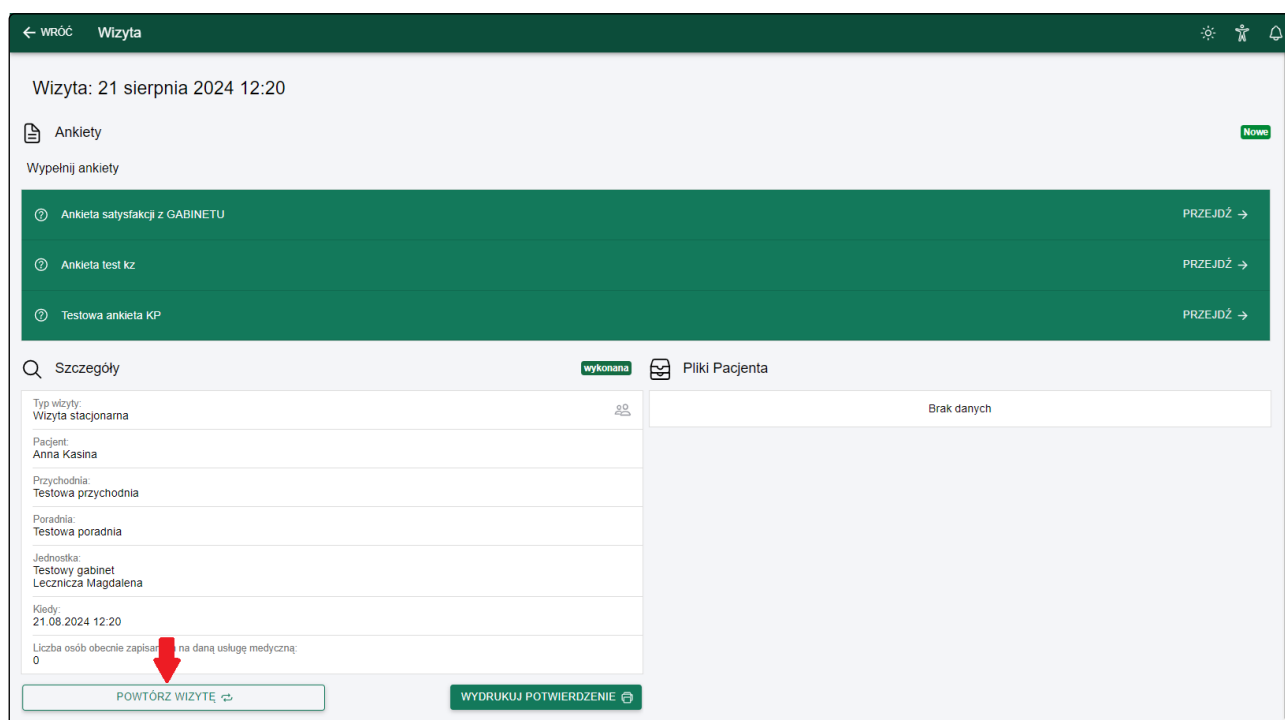 WRÓĆ Wizyta
Wizyta: 21 sierpnia 2024 12:20
Ankiety
Nowe
Wypełnij ankiety
Ankieta satysfakcji z GABINETU PRZEJDŹ
Ankieta test kz PRZEJDŹ
Testowa ankieta KP PRZEJDŹ
Szczegóły
wykonana
Typ wizyty:
Wizyta stacjonarna
Pacjent:
Anna Kasina
Przychodnia:
Testowa przychodnia
Poradnia:
Testowa poradnia
Jednostka:
Testowy gabinet
Lecznicza Magdalena
Kiedy:
21.08.2024 12:20
Liczba osób obecnie na daną usługę medyczną:
0
POWTÓRZ WIZYTĘ
WYDRUKUJ POTWIERDZENIE
Pliki Pacjenta
Brak danych